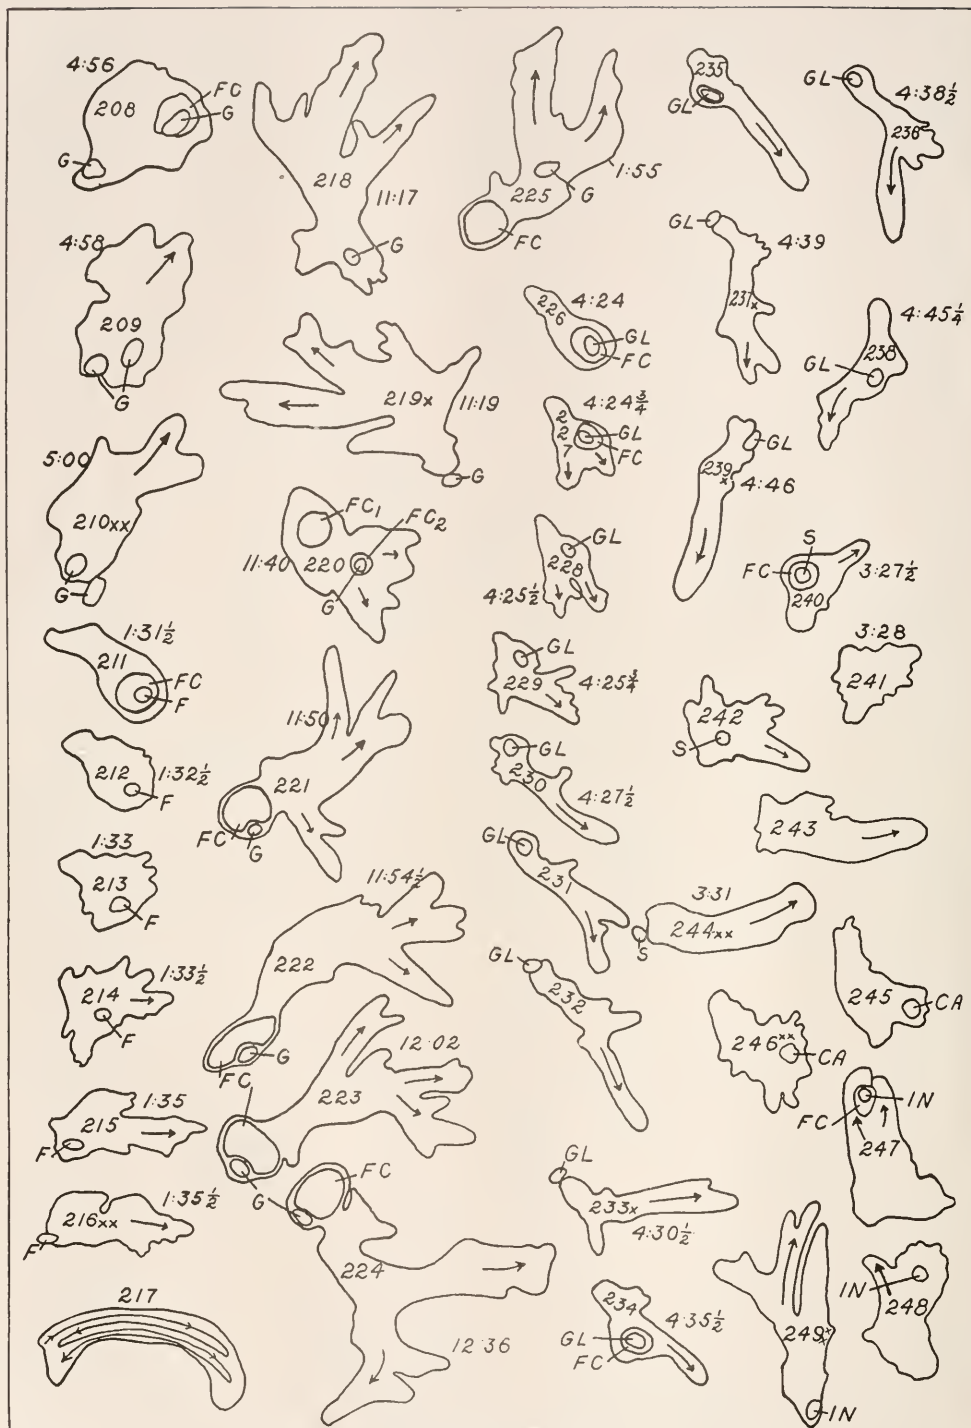 4:56
208
FC
G
G
4:58
209
G
5:00
210xx
G
1:31½
211
FC
F
212
1:32½
F
1:33
213
F
214
1:33½
F
215
1:35
F
216xx
1:35½
F
217
218
11:17
G
219x
11:19
G
FC₁
FC₂
11:40
220
G
11:50
221
FC
G
11:54½
222
FC
G
12:02
223
G
FC
224
12:36
225
1:55
G
FC
226
4:24
GL
FC
227
4:24¾
GL
FC
GL
228
4:25½
GL
229
4:25¾
GL
230
4:27½
GL
231
GL
232
GL
233x
4:30½
234
4:35½
GL
FC
235
GL
GL
4:38½
236
GL
4:39
237x
4:45¼
238
GL
239x
GL
4:46
S
FC
240
3:27½
3:28
241
242
S
243
3:31
244xx
S
245
CA
246xx
CA
IN
FC
247
IN
248
249xx
IN